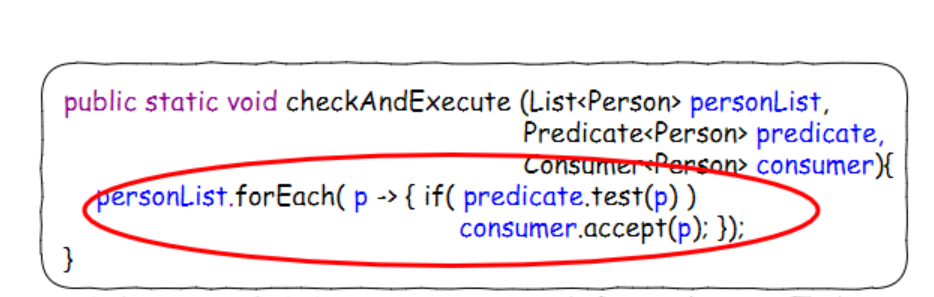 public static void checkAndExecute (List<Person> personList,
Predicate<Person> predicate,
Consumer<Person> consumer){
personList.forEach( p -> { if( predicate.test(p) )
consumer.accept(p); });
}